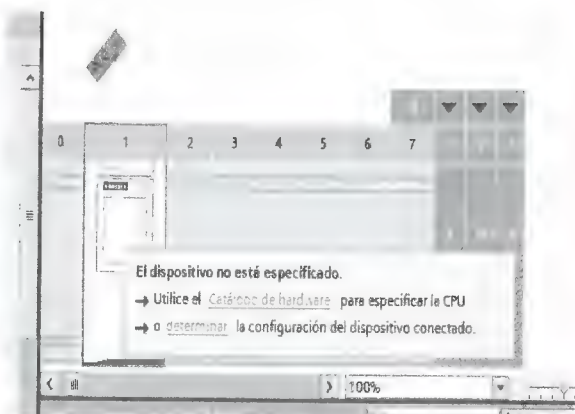 0 1 2 3 4 5 6 7
El dispositivo no está especificado.
→ Utilice el Catálogo de hardware para especificar la CPU
→ o determinar la configuración del dispositivo conectado.
100%